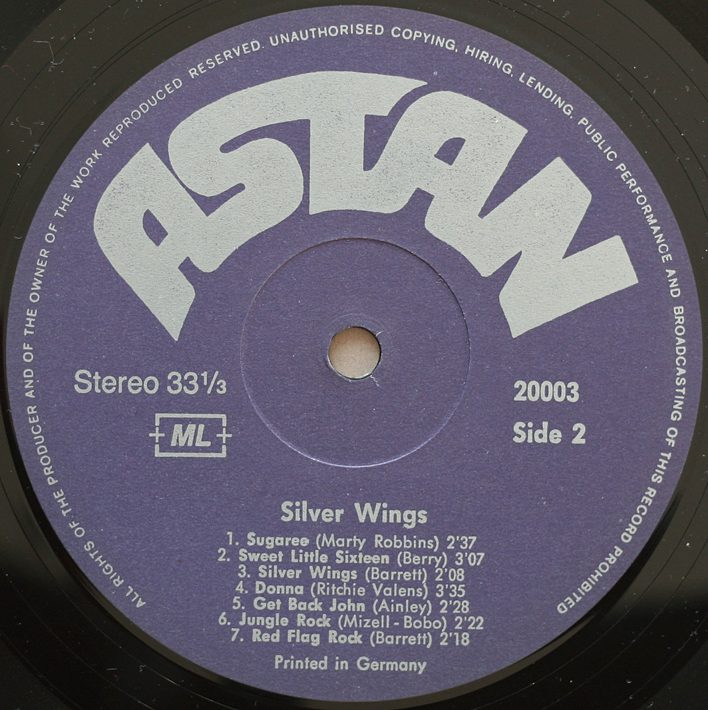 ALL RIGHTS OF THE PRODUCER AND OF THE OWNER OF THE WORK REPRODUCED RESERVED. UNAUTHORISED COPYING, HIRING, LENDING, PUBLIC PERFORMANCE AND BROADCASTING OF THIS RECORD PROHIBITED
ASTAN
Stereo 33 1/3
20003
ML
Side 2
Silver Wings
1. Sugaree (Marty Robbins) 2'37
2. Sweet Little Sixteen (Berry) 3'07
3. Silver Wings (Barrett) 2'08
4. Donna (Ritchie Valens) 3'35
5. Get Back John (Ainley) 2'28
6. Jungle Rock (Mizell-Bobo) 2'22
7. Red Flag Rock (Barrett) 2'18
Printed in Germany